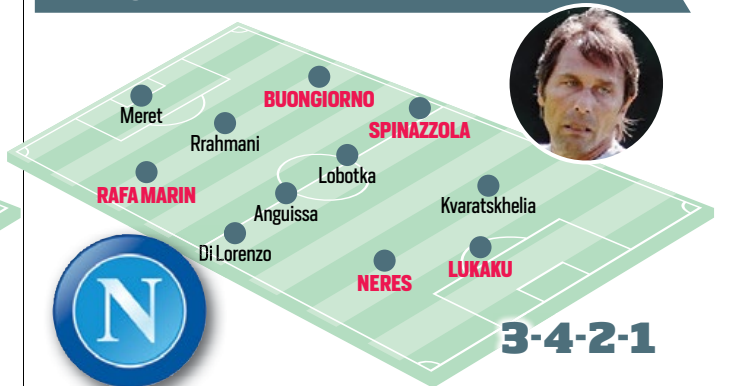 Meret
BUONGIORNO
Rrahmani
SPINAZZOLA
Lobotka
RAFA MARIN
Anguissa
Kvaratskhelia
Di Lorenzo
NERES
LUKAKU
N
3-4-2-1